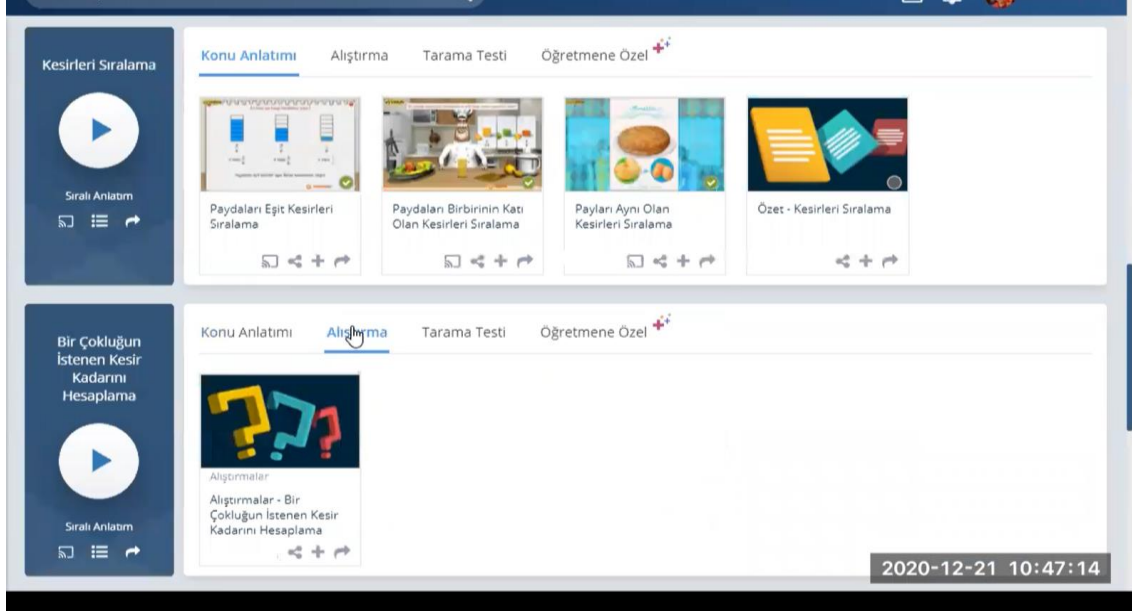 Kesirleri Sıralama
Sıralı Anlatım
Konu Anlatımı
Alıştırma
Tarama Testi
Öğretmene Özel
Paydaları Eşit Kesirleri
Sıralama
Paydaları Birbirinin Katı
Olan Kesirleri Sıralama
Payları Aynı Olan
Kesirleri Sıralama
Özet - Kesirleri Sıralama
Bir Çokluğun
İstenen Kesir
Kadarını
Hesaplama
Sıralı Anlatım
Konu Anlatımı
Alıştırma
Tarama Testi
Öğretmene Özel
Alıştırmalar
Alıştırmalar - Bir
Çokluğun İstenen Kesir
Kadarını Hesaplama
2020-12-21 10:47:14